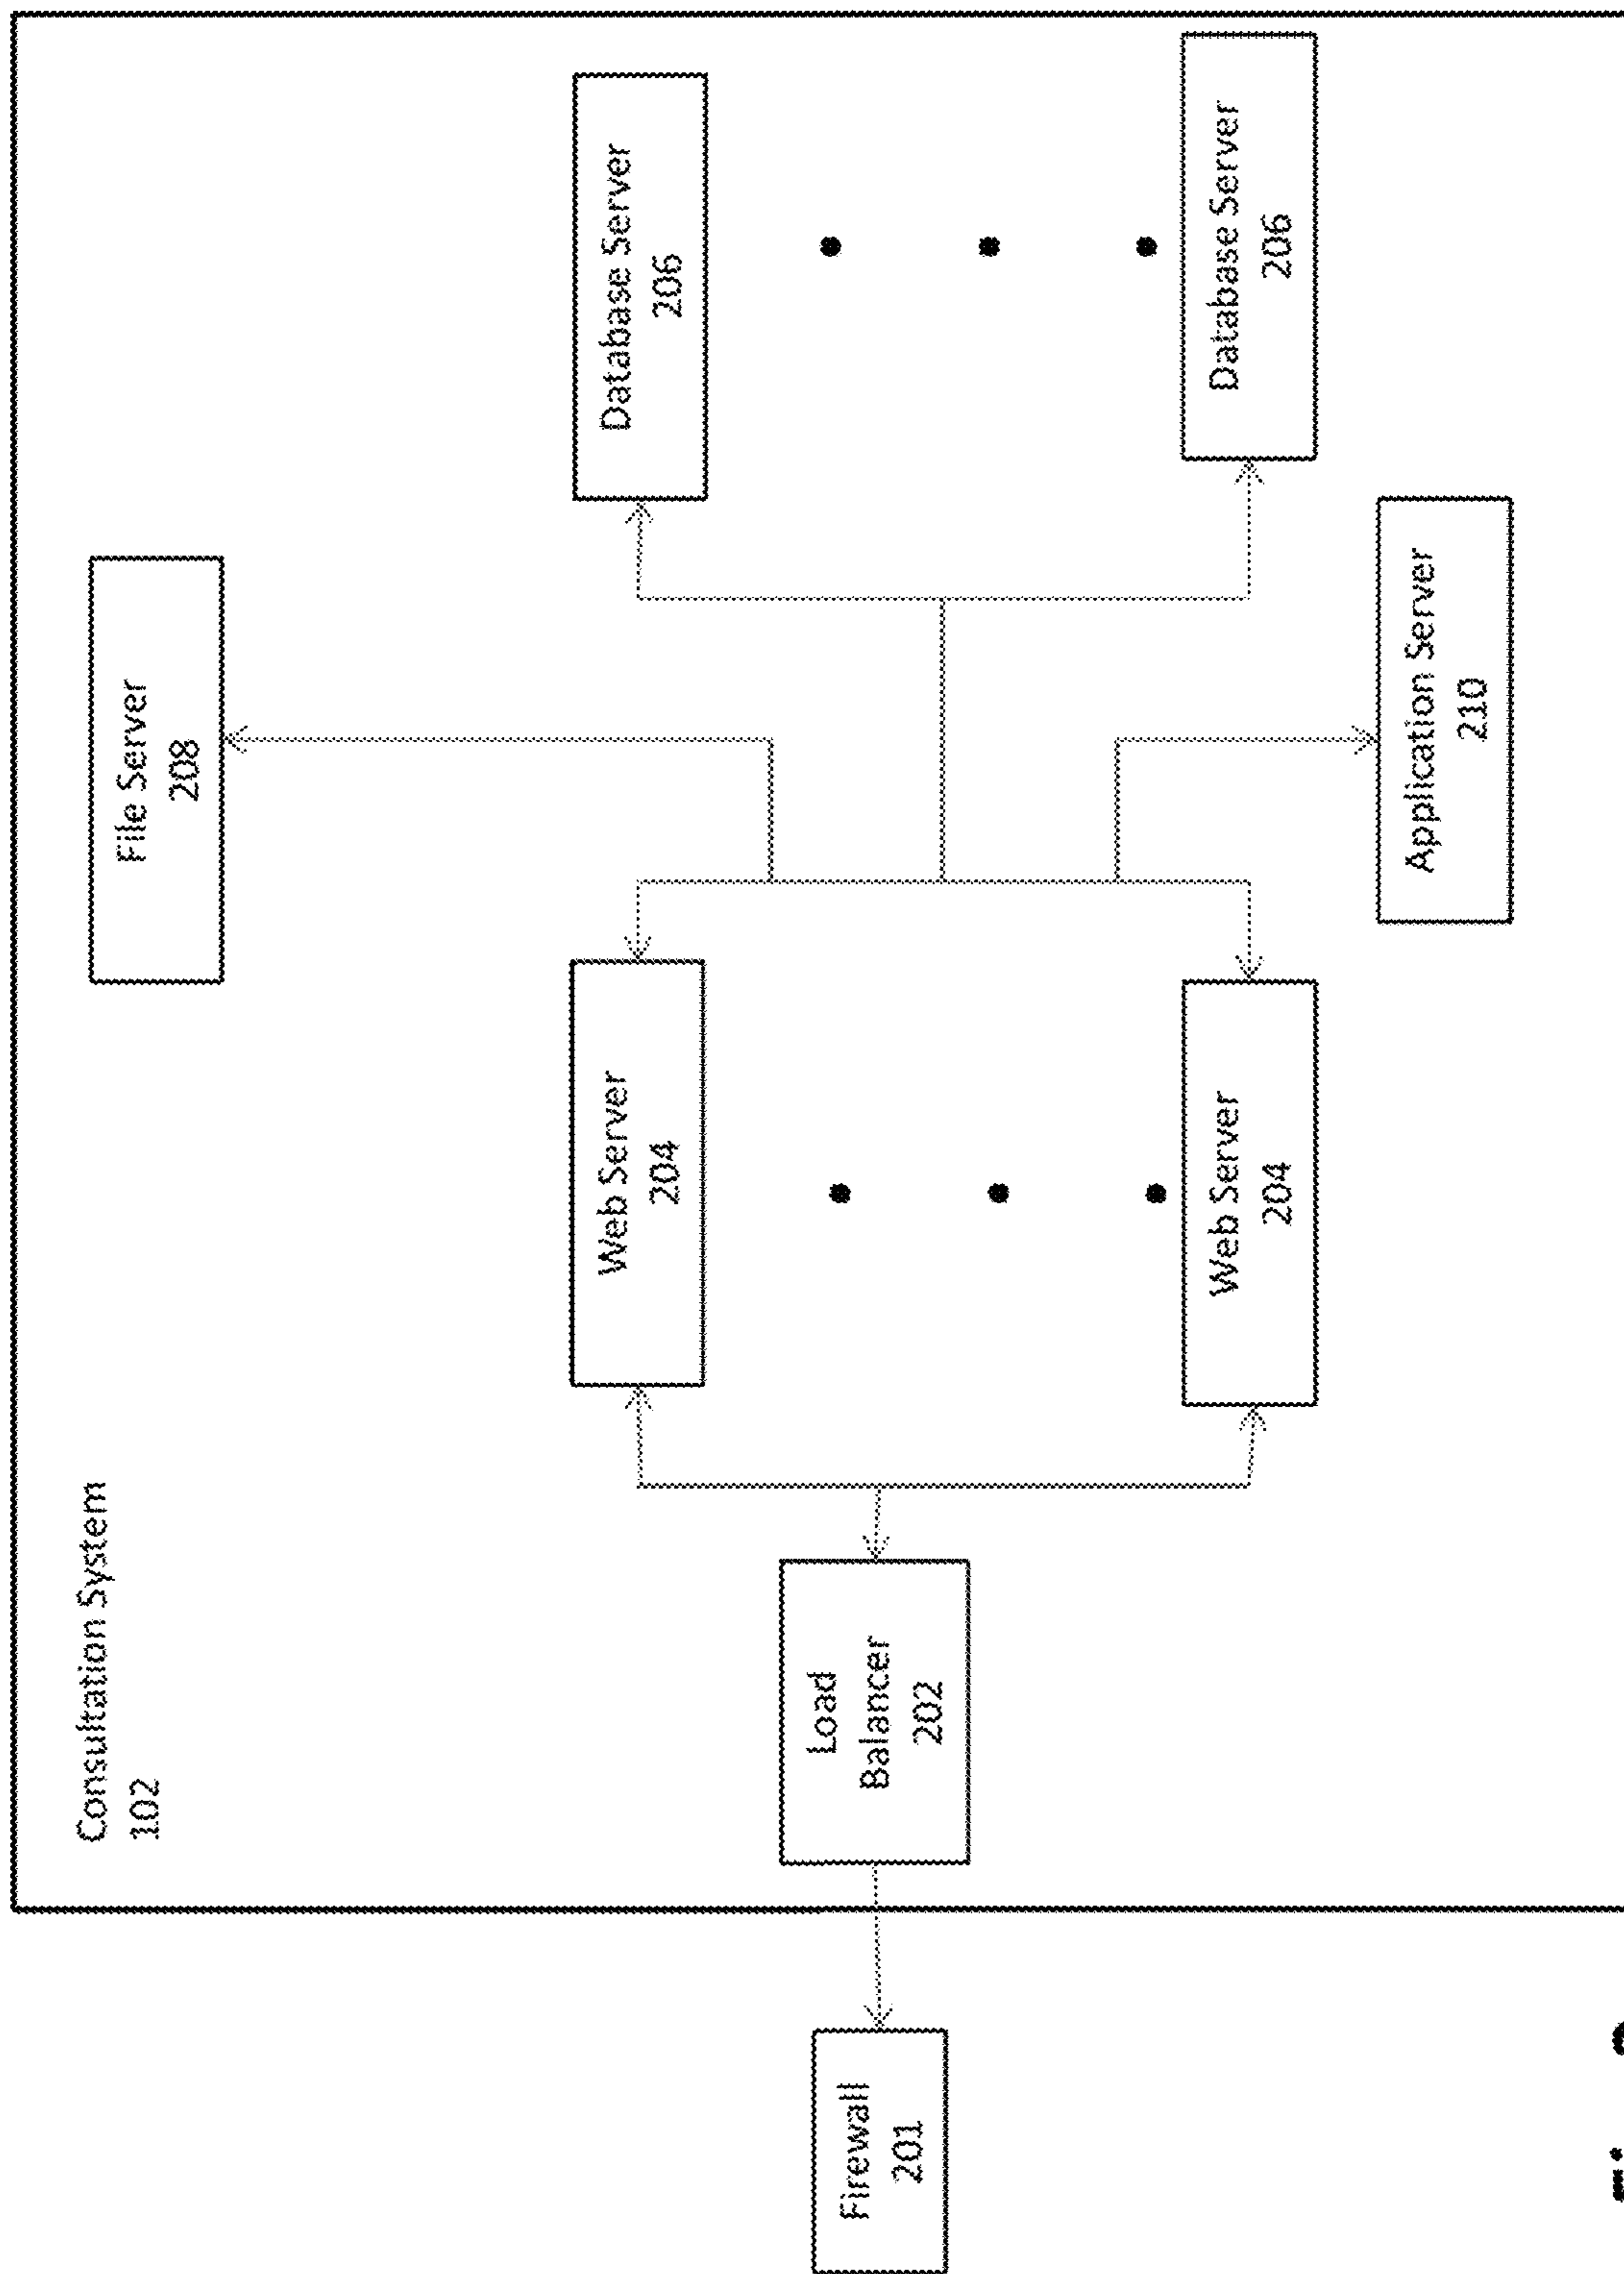 Consultation System
102
File Server
208
Web Server
204
Database Server
206
Load
Balancer
202
Firewall
201
Web Server
204
Database Server
206
Application Server
210